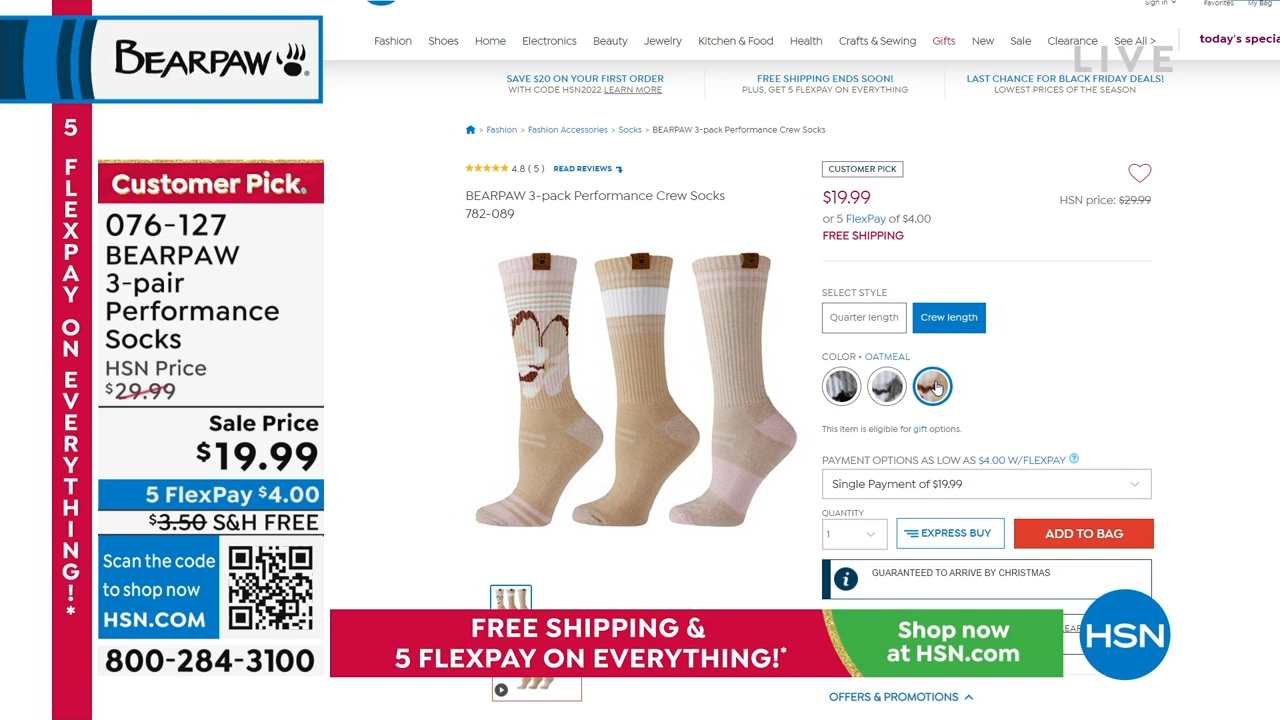 BEARPAW
5 FLEXPAY ON EVERYTHING!*
Customer Pick.
076-127
BEARPAW
3-pair
Performance
Socks
HSN Price
$29.99
Sale Price
$19.99
5 FlexPay $4.00
$3.50 S&H FREE
Scan the code
to shop now
HSN.COM
800-284-3100
Sign in
Favorites
My Bag
Fashion Shoes Home Electronics Beauty Jewelry Kitchen & Food Health Crafts & Sewing Gifts New Sale Clearance See All >
today's specia
LIVE
SAVE $20 ON YOUR FIRST ORDER
WITH CODE HSN2022 LEARN MORE
FREE SHIPPING ENDS SOON!
PLUS, GET 5 FLEXPAY ON EVERYTHING
LAST CHANCE FOR BLACK FRIDAY DEALS!
LOWEST PRICES OF THE SEASON
> Fashion > Fashion Accessories > Socks > BEARPAW 3-pack Performance Crew Socks
4.8 ( 5 ) READ REVIEWS
BEARPAW 3-pack Performance Crew Socks
782-089
CUSTOMER PICK
$19.99
HSN price: $29.99
or 5 FlexPay of $4.00
FREE SHIPPING
SELECT STYLE
Quarter length
Crew length
COLOR • OATMEAL
This item is eligible for gift options.
PAYMENT OPTIONS AS LOW AS $4.00 W/FLEXPAY ?
Single Payment of $19.99
QUANTITY
1
EXPRESS BUY
ADD TO BAG
i GUARANTEED TO ARRIVE BY CHRISTMAS
FREE SHIPPING &
5 FLEXPAY ON EVERYTHING!*
Shop now
at HSN.com
HSN
OFFERS & PROMOTIONS